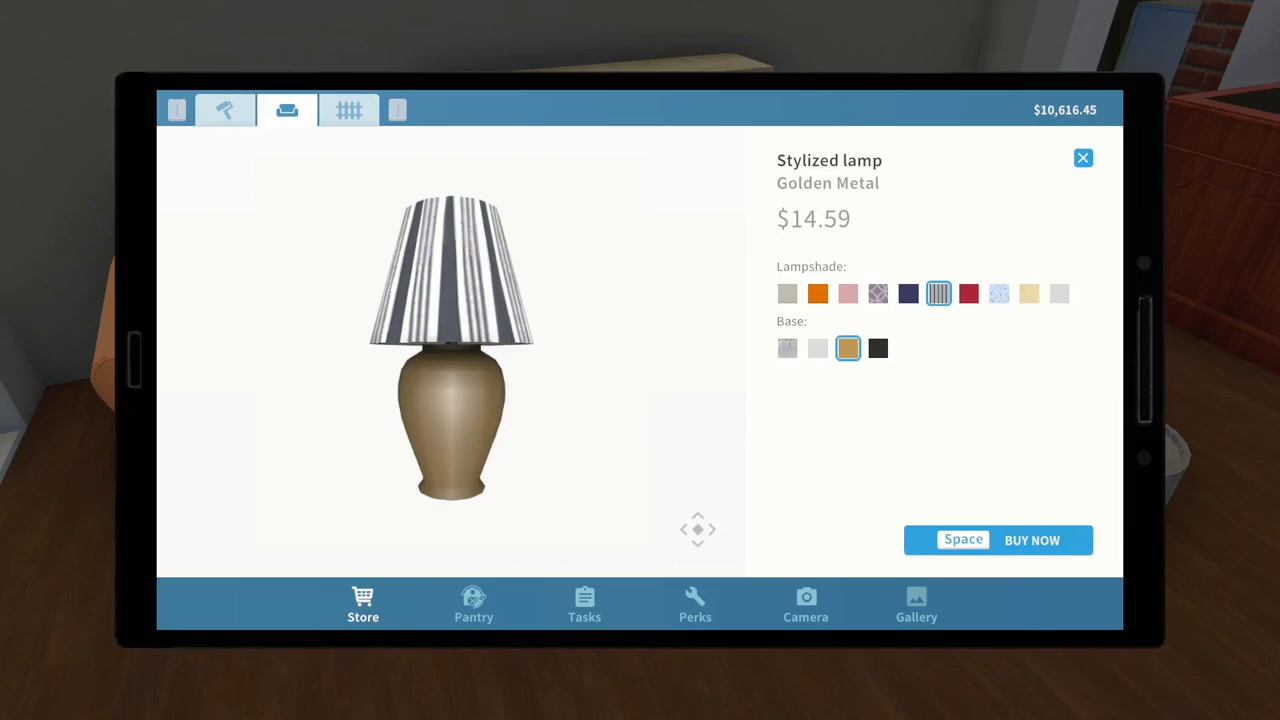 $10,616.45
Stylized lamp
Golden Metal
$14.59
Lampshade:
Base:
Space BUY NOW
Store Pantry Tasks Perks Camera Gallery